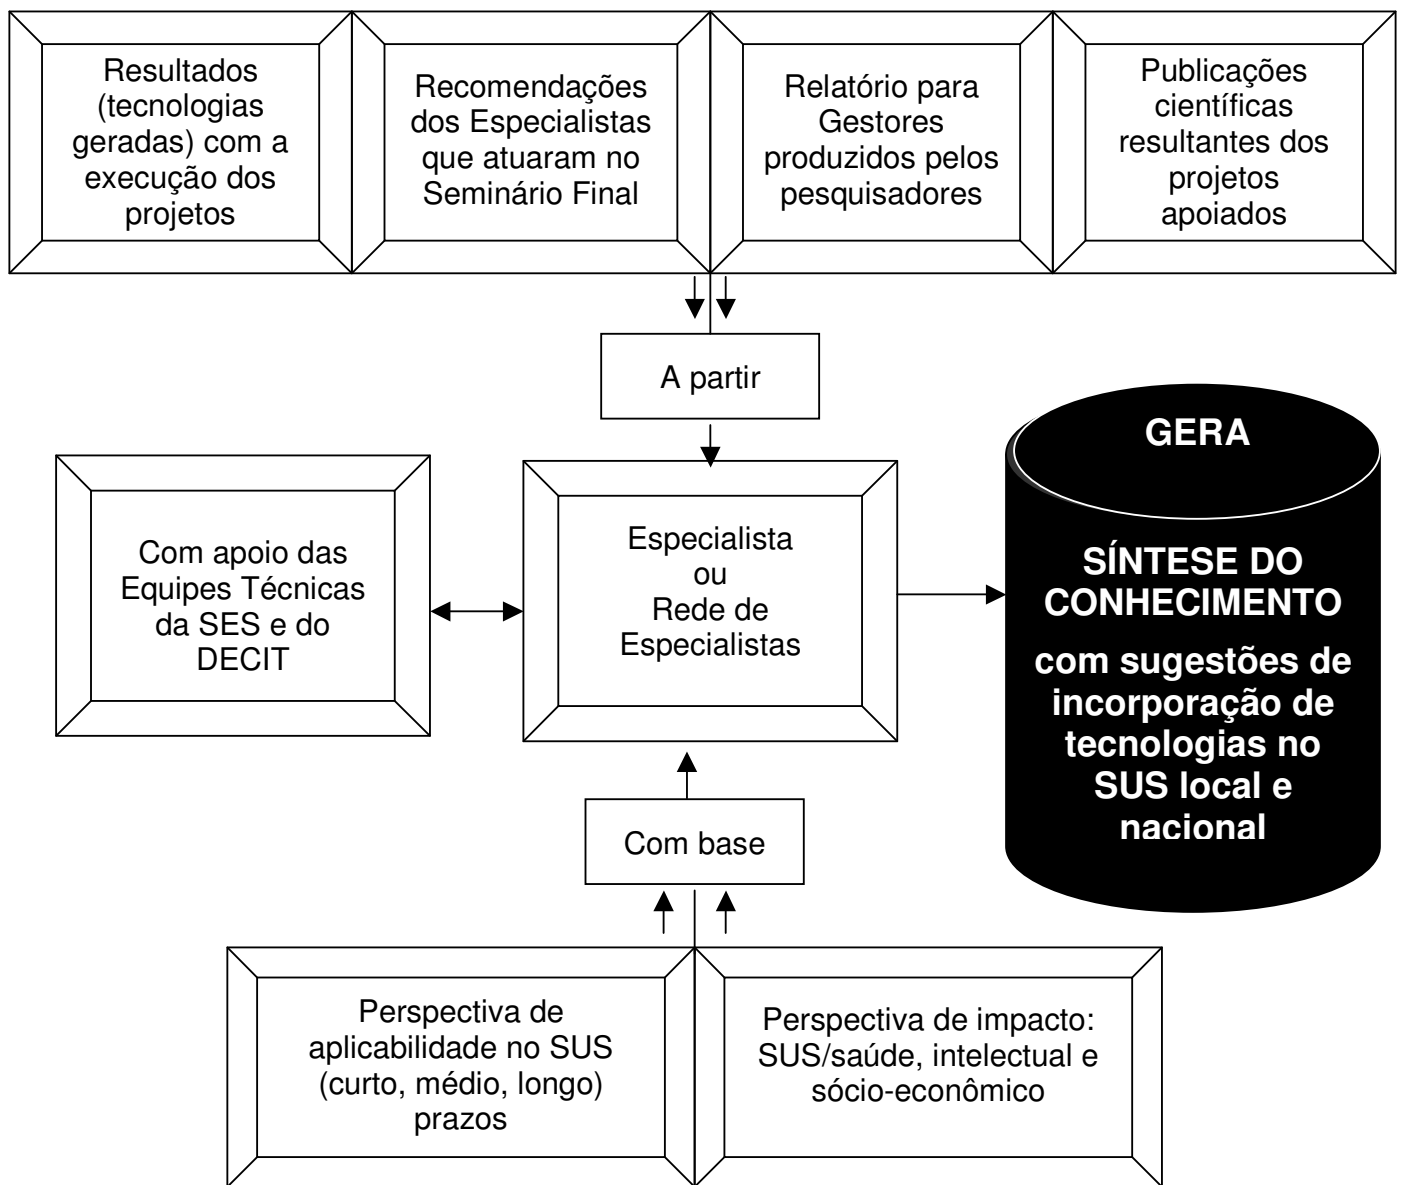 Resultados
(tecnologias
geradas) com a
execução dos
projetos
Recomendações
dos Especialistas
que atuaram no
Seminário Final
Relatório para
Gestores
produzidos pelos
pesquisadores
Publicações
científicas
resultantes dos
projetos
apoiados
A partir
Com apoio das
Equipes Técnicas
da SES e do
DECIT
Especialista
ou
Rede de
Especialistas
GERA
SÍNTESE DO
CONHECIMENTO
com sugestões de
incorporação de
tecnologias no
SUS local e
nacional
Com base
Perspectiva de
aplicabilidade no SUS
(curto, médio, longo)
prazos
Perspectiva de impacto:
SUS/saúde, intelectual e
sócio-econômico